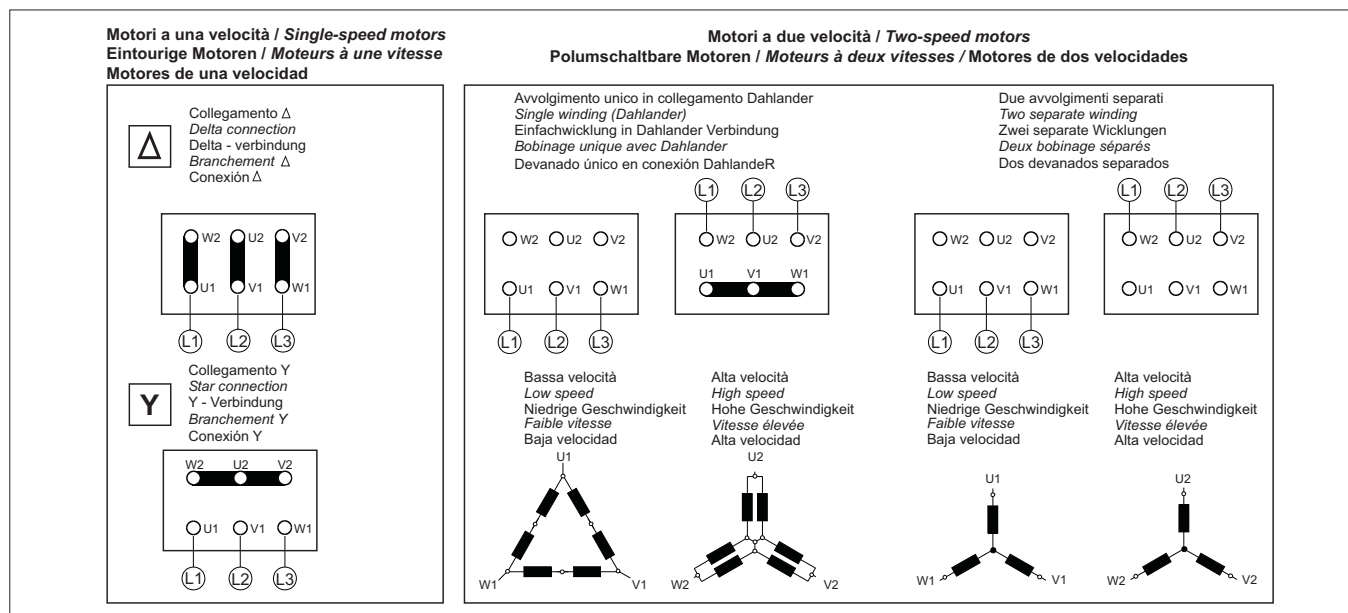 Motori a una velocità / Single-speed motors
Eintourige Motoren / Moteurs à une vitesse
Motores de una velocidad
Δ
Collegamento Δ
Delta connection
Delta - verbindung
Branchement Δ
Conexión Δ
W2 U2 V2
U1 V1 W1
L1 L2 L3
Y
Collegamento Y
Star connection
Y - Verbindung
Branchement Y
Conexión Y
W2 U2 V2
U1 V1 W1
L1 L2 L3
Motori a due velocità / Two-speed motors
Polumschaltbare Motoren / Moteurs à deux vitesses / Motores de dos velocidades
Avvolgimento unico in collegamento Dahlander
Single winding (Dahlander)
Einfachwicklung in Dahlander Verbindung
Bobinage unique avec Dahlander
Devanado único en conexión DahlandeR
W2 U2 V2
U1 V1 W1
L1 L2 L3
Bassa velocità
Low speed
Niedrige Geschwindigkeit
Faible vitesse
Baja velocidad
U1
W1 V1
L1 L2 L3
W2 U2 V2
U1 V1 W1
Alta velocità
High speed
Hohe Geschwindigkeit
Vitesse élevée
Alta velocidad
U2
W2 V2
Due avvolgimenti separati
Two separate winding
Zwei separate Wicklungen
Deux bobinage séparés
Dos devanados separados
W2 U2 V2
U1 V1 W1
L1 L2 L3
Bassa velocità
Low speed
Niedrige Geschwindigkeit
Faible vitesse
Baja velocidad
U1
W1 V1
L1 L2 L3
W2 U2 V2
U1 V1 W1
Alta velocità
High speed
Hohe Geschwindigkeit
Vitesse élevée
Alta velocidad
U2
W2 V2